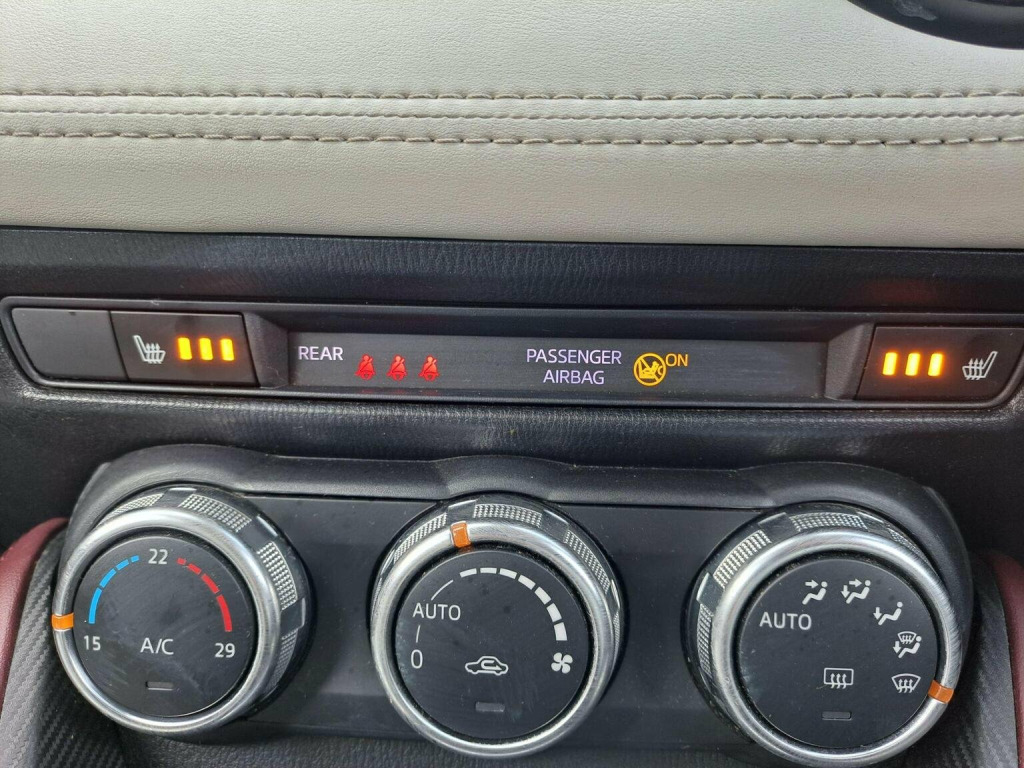 REAR
PASSENGER
AIRBAG
ON
22
15
A/C
29
AUTO
0
AUTO